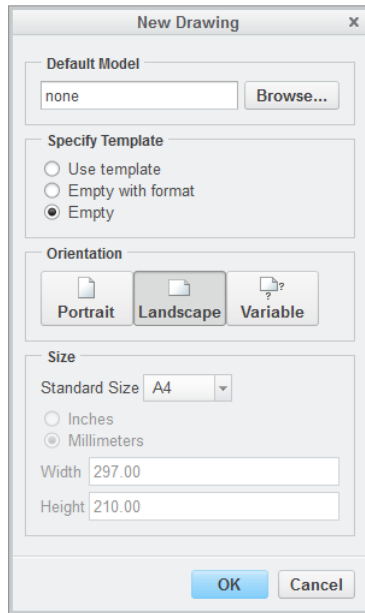 New Drawing x
Default Model
none Browse...
Specify Template
Use template
Empty with format
Empty
Orientation
? ?
Portrait Landscape Variable
Size
Standard Size A4
Inches
Millimeters
Width 297.00
Height 210.00
OK Cancel